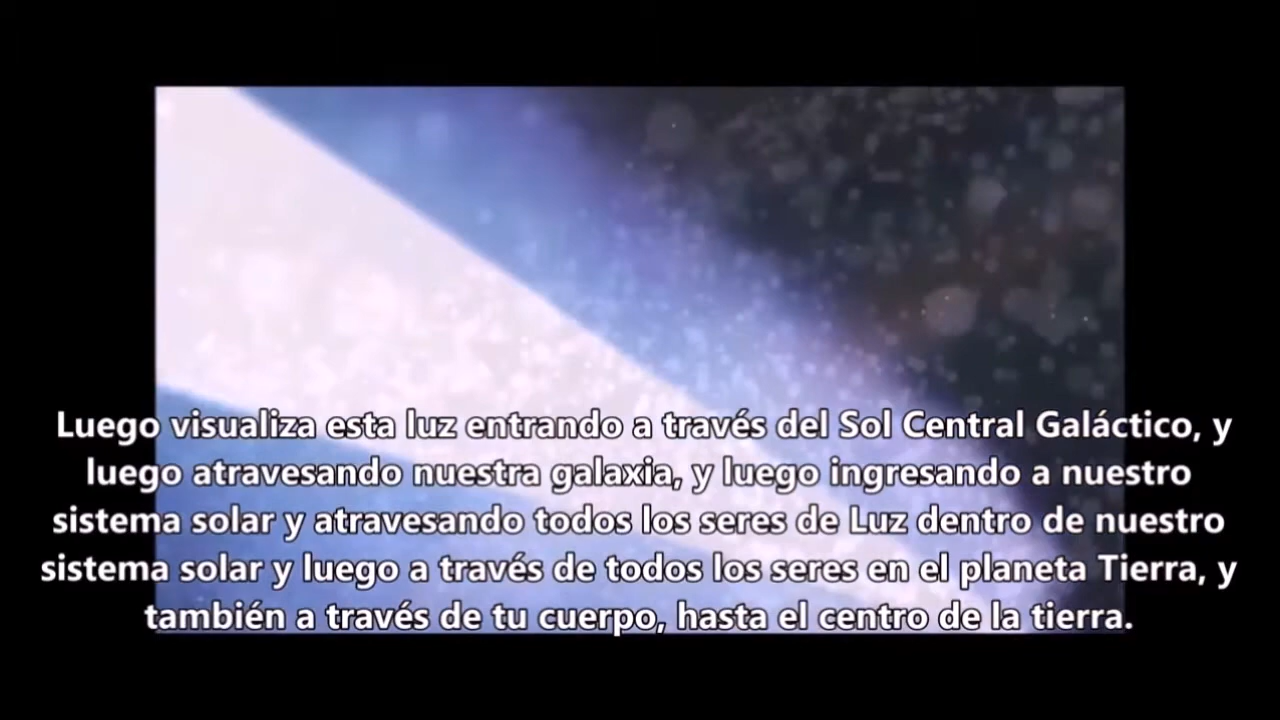 Luego visualiza esta luz entrando a través del Sol Central Galáctico, y
luego atravesando nuestra galaxia, y luego ingresando a nuestro
sistema solar y atravesando todos los seres de Luz dentro de nuestro
sistema solar y luego a través de todos los seres en el planeta Tierra, y
también a través de tu cuerpo, hasta el centro de la tierra.